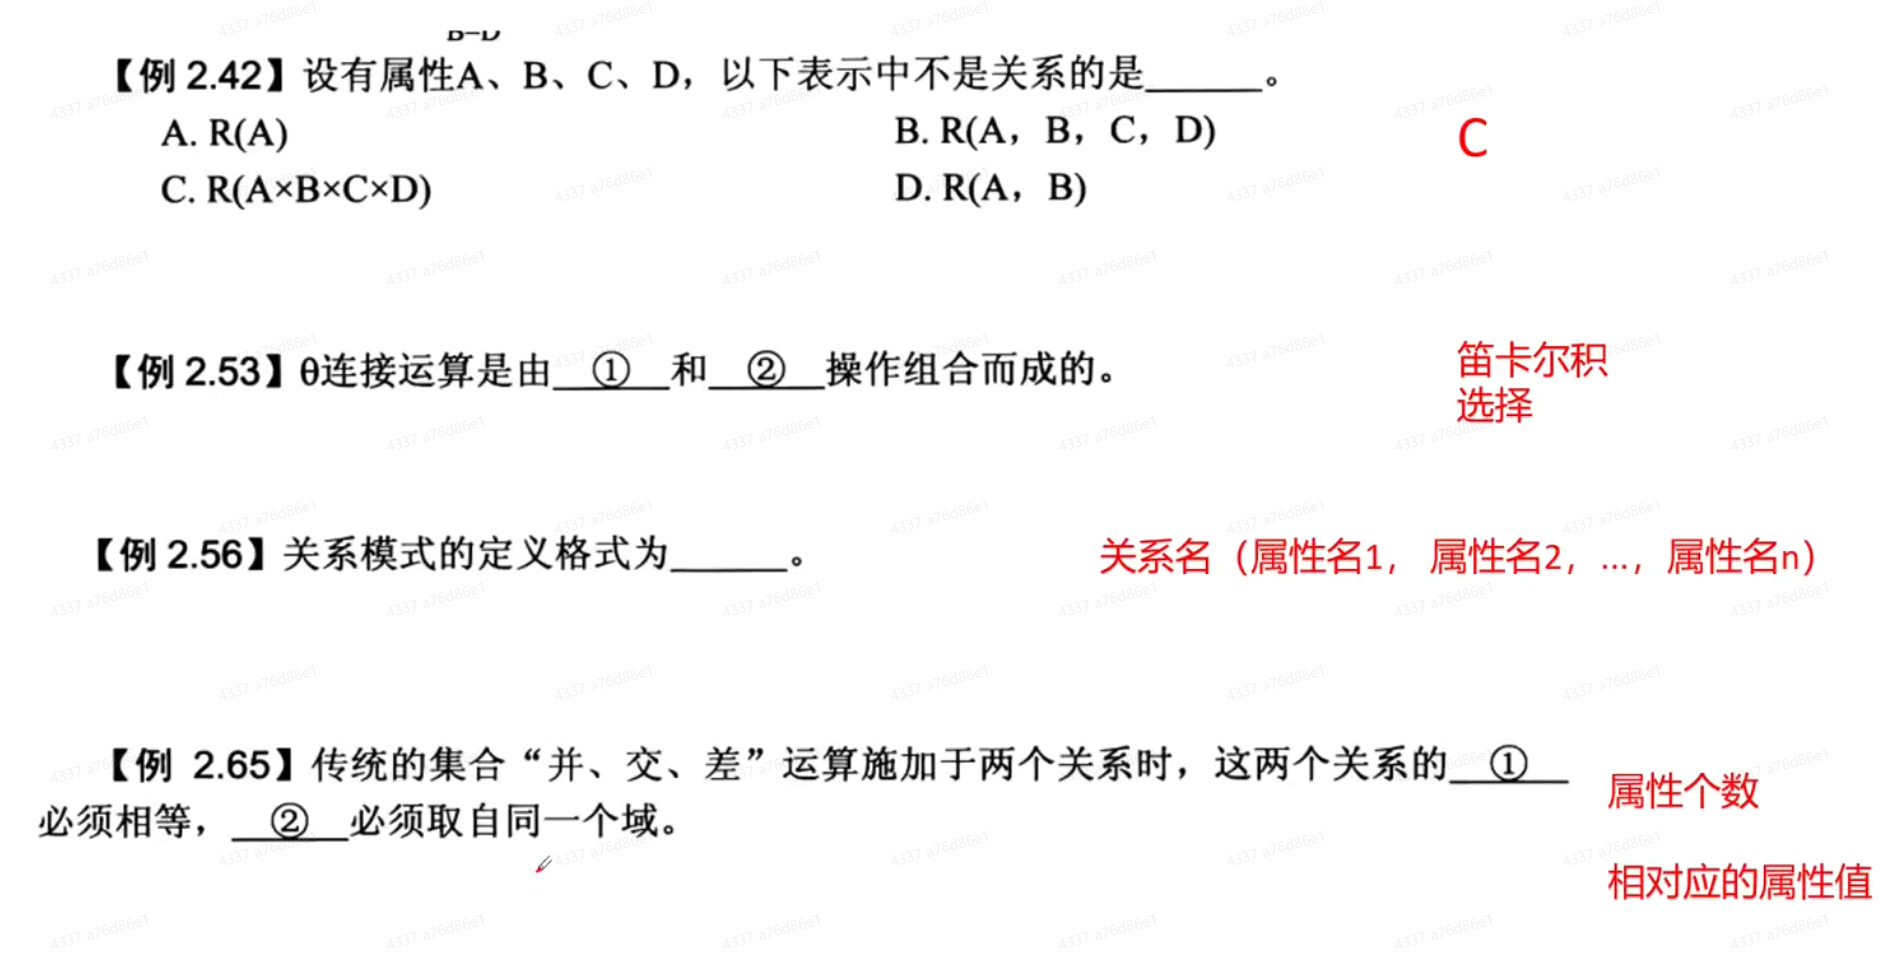 B=D
【例 2.42】设有属性A、B、C、D，以下表示中不是关系的是______。
A. R(A)
B. R(A，B，C，D)
C
C. R(A×B×C×D)
D. R(A，B)
【例 2.53】θ连接运算是由__①__和__②__操作组合而成的。
笛卡尔积
选择
【例 2.56】关系模式的定义格式为______。
关系名（属性名1， 属性名2，...，属性名n）
【例 2.65】传统的集合“并、交、差”运算施加于两个关系时，这两个关系的__①__
必须相等，__②__必须取自同一个域。
属性个数
相对应的属性值
4337 a76d86e1